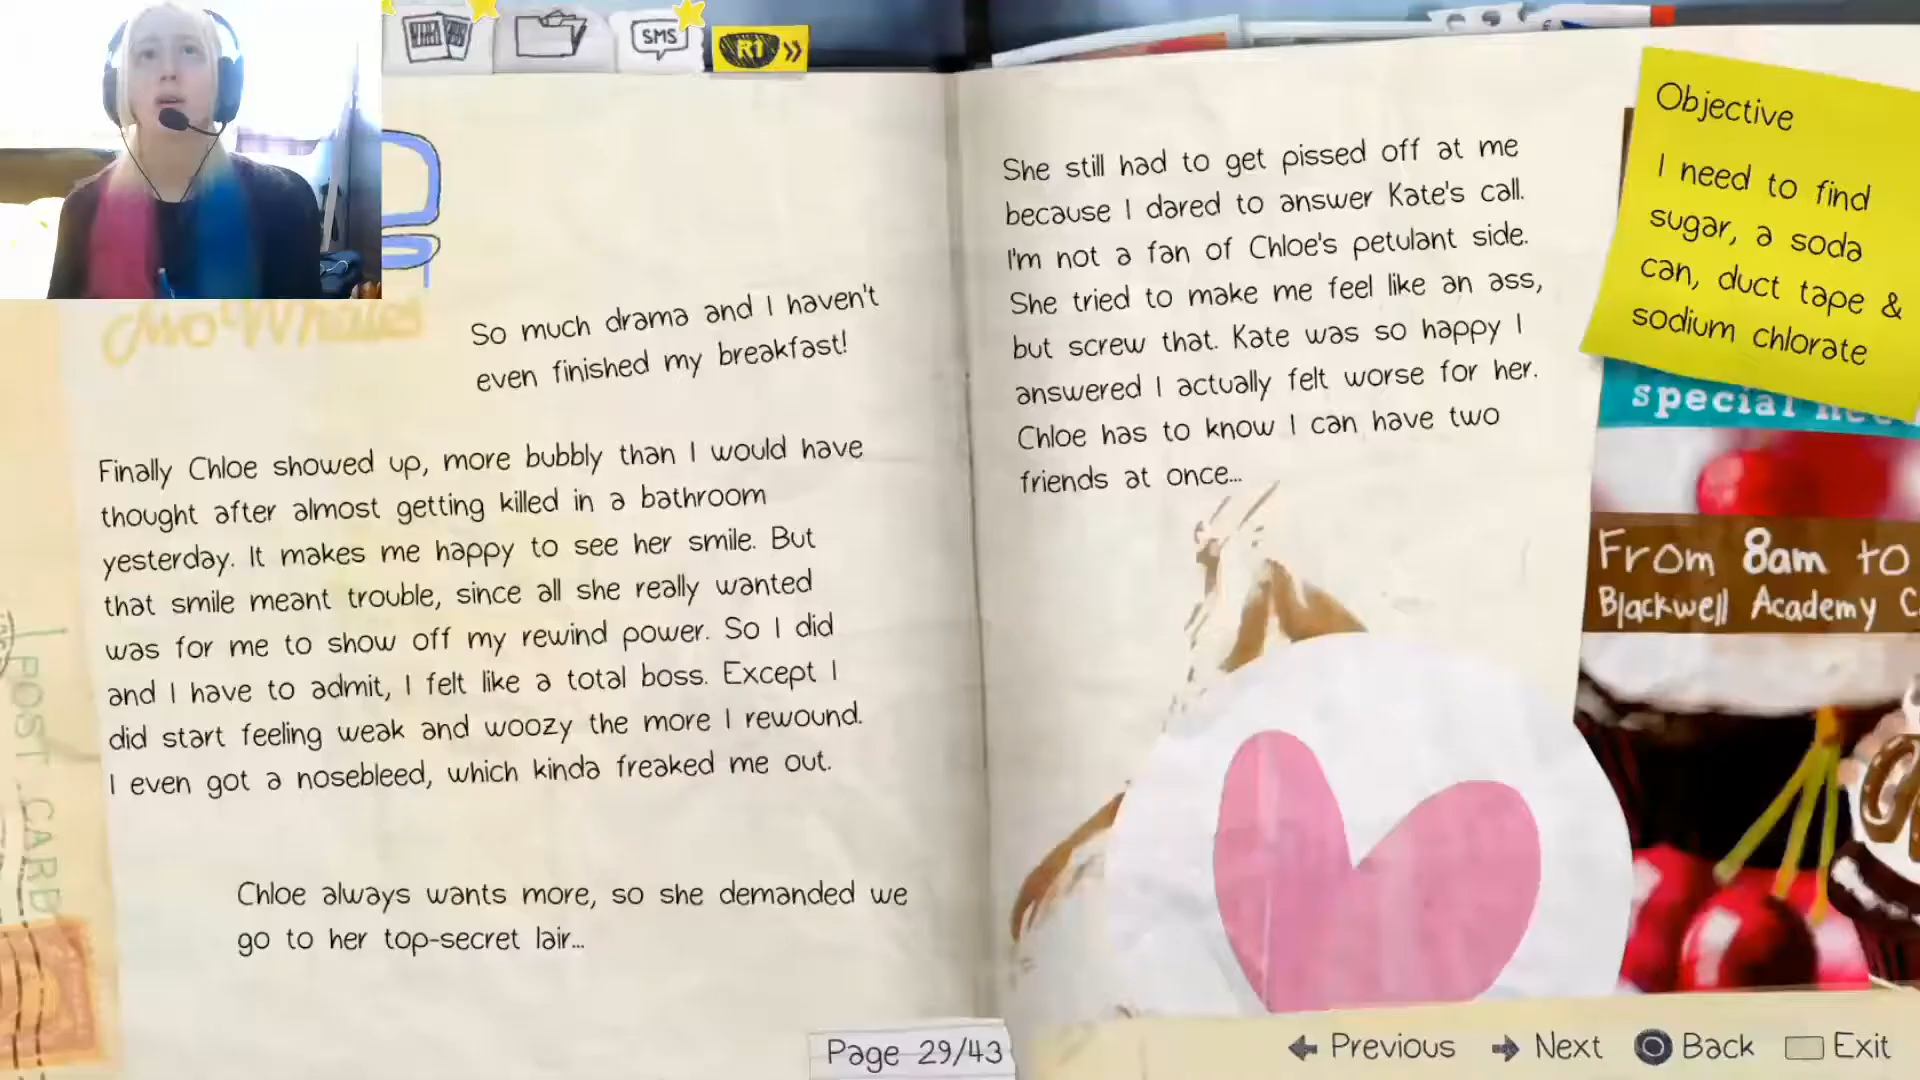 SMS
R1
Two Whales
So much drama and I haven't
even finished my breakfast!
Finally Chloe showed up, more bubbly than I would have
thought after almost getting killed in a bathroom
yesterday. It makes me happy to see her smile. But
that smile meant trouble, since all she really wanted
was for me to show off my rewind power. So I did
and I have to admit, I felt like a total boss. Except I
did start feeling weak and woozy the more I rewound.
I even got a nosebleed, which kinda freaked me out.
Chloe always wants more, so she demanded we
go to her top-secret lair...
POST CARD
She still had to get pissed off at me
because I dared to answer Kate's call.
I'm not a fan of Chloe's petulant side.
She tried to make me feel like an ass,
but screw that. Kate was so happy I
answered I actually felt worse for her.
Chloe has to know I can have two
friends at once...
Objective
I need to find
sugar, a soda
can, duct tape &
sodium chlorate
special
From 8am to
Blackwell Academy C
Page 29/43
Previous
Next
Back
Exit